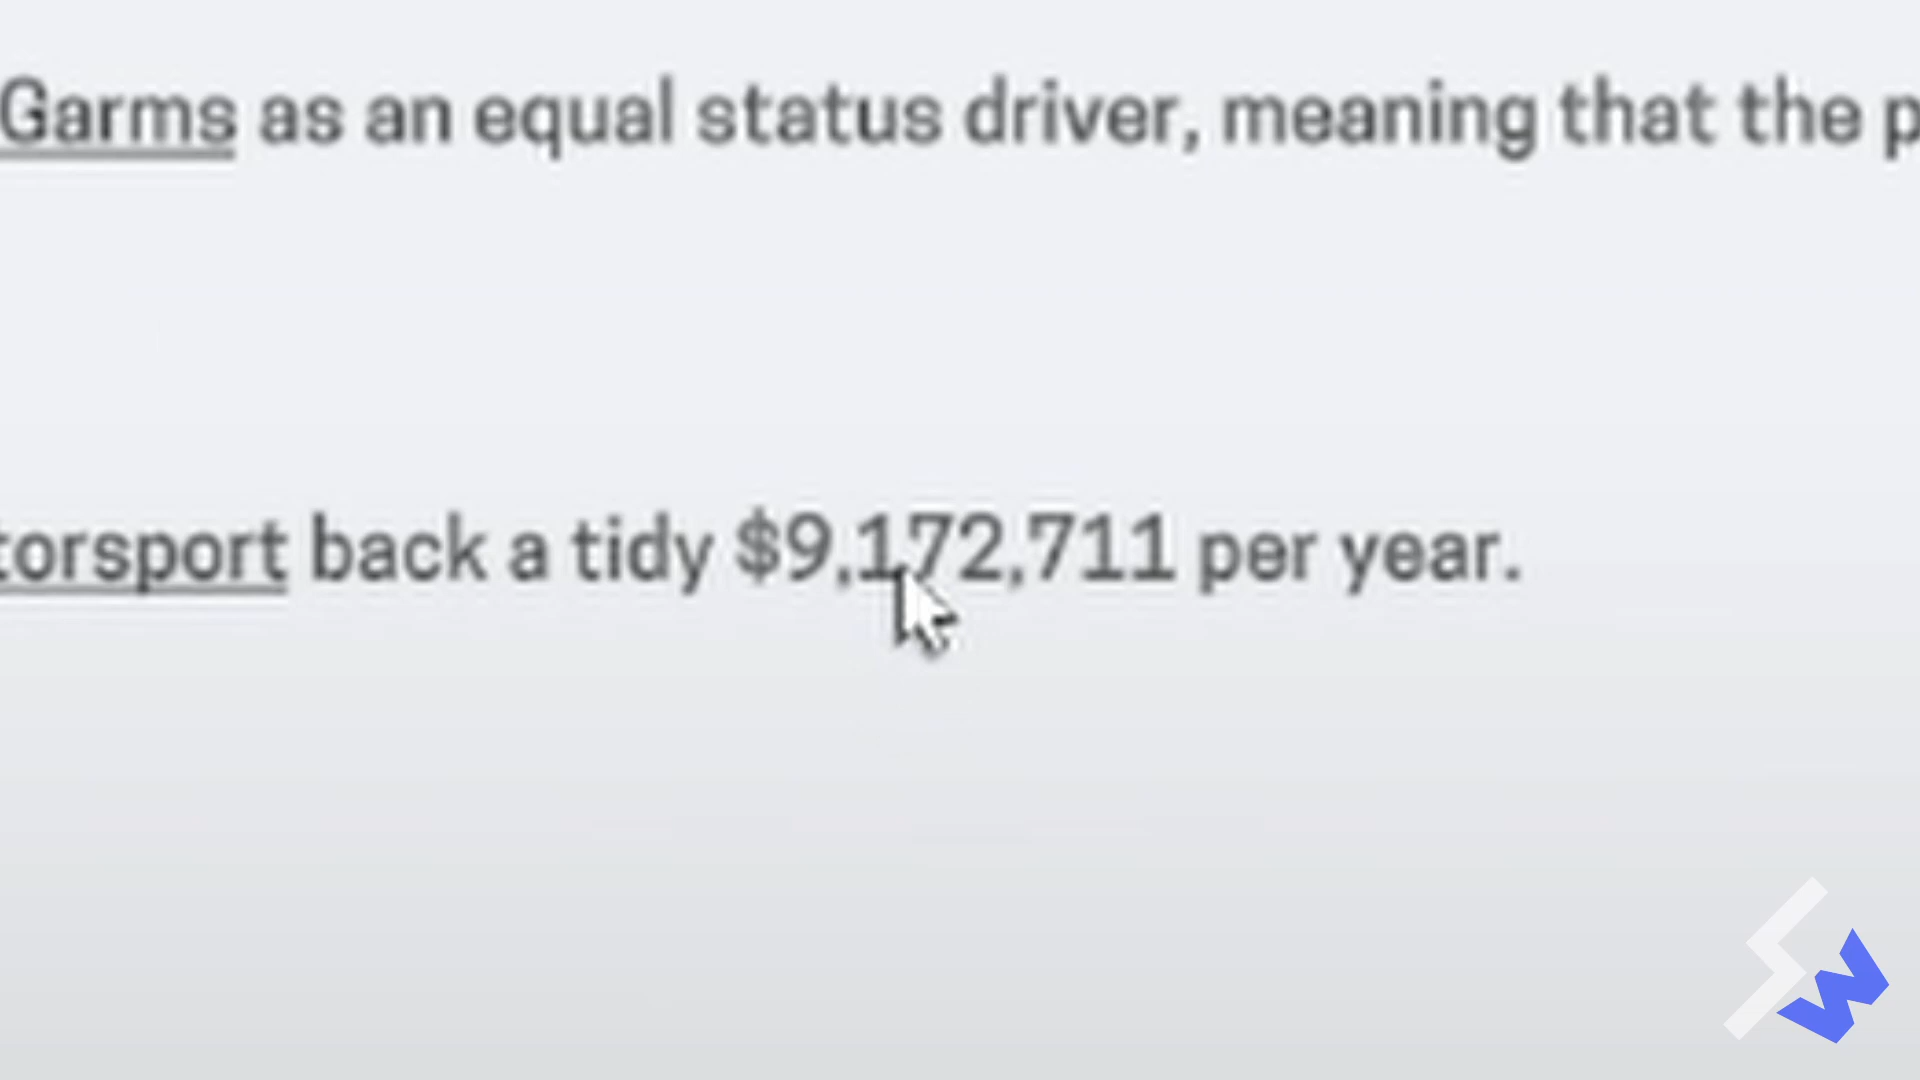 Garms as an equal status driver, meaning that the p
torsport back a tidy $9,172,711 per year.